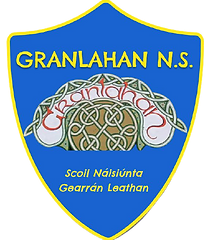 GRANLAHAN N.S.
Granlahan
Scoil Náisiúnta
Gearrán Leathan